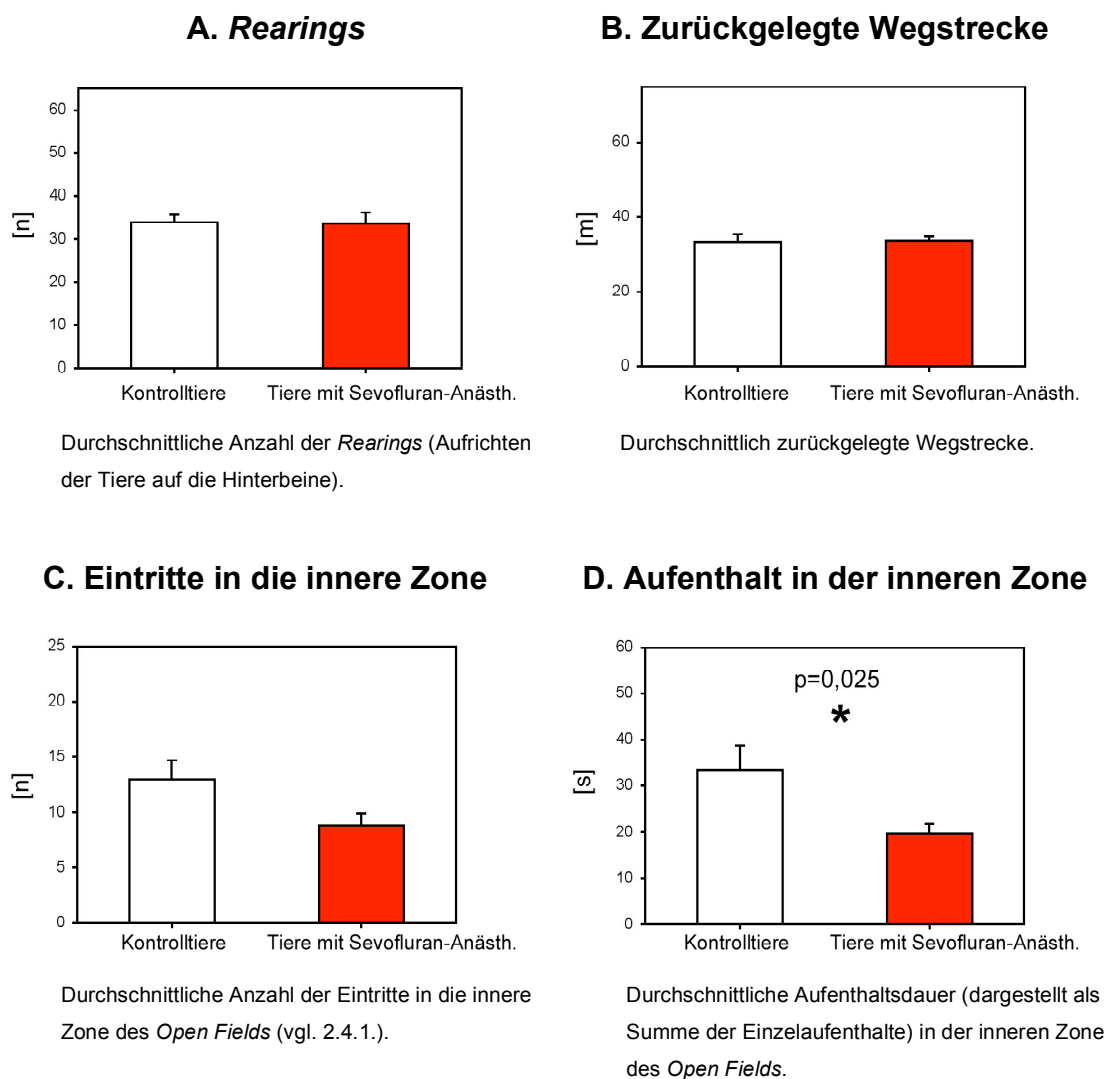 A. Rearings
60
50
40
30
20
10
0
[n]
Kontrolltiere
Tiere mit Sevofluran-Anästh.
Durchschnittliche Anzahl der Rearings (Aufrichten
der Tiere auf die Hinterbeine).
B. Zurückgelegte Wegstrecke
60
40
20
0
[m]
Kontrolltiere
Tiere mit Sevofluran-Anästh.
Durchschnittlich zurückgelegte Wegstrecke.
C. Eintritte in die innere Zone
25
20
15
10
5
0
[n]
Kontrolltiere
Tiere mit Sevofluran-Anästh.
Durchschnittliche Anzahl der Eintritte in die innere
Zone des Open Fields (vgl. 2.4.1.).
D. Aufenthalt in der inneren Zone
60
50
40
30
20
10
0
[s]
p=0,025
*
Kontrolltiere
Tiere mit Sevofluran-Anästh.
Durchschnittliche Aufenthaltsdauer (dargestellt als
Summe der Einzelaufenthalte) in der inneren Zone
des Open Fields.